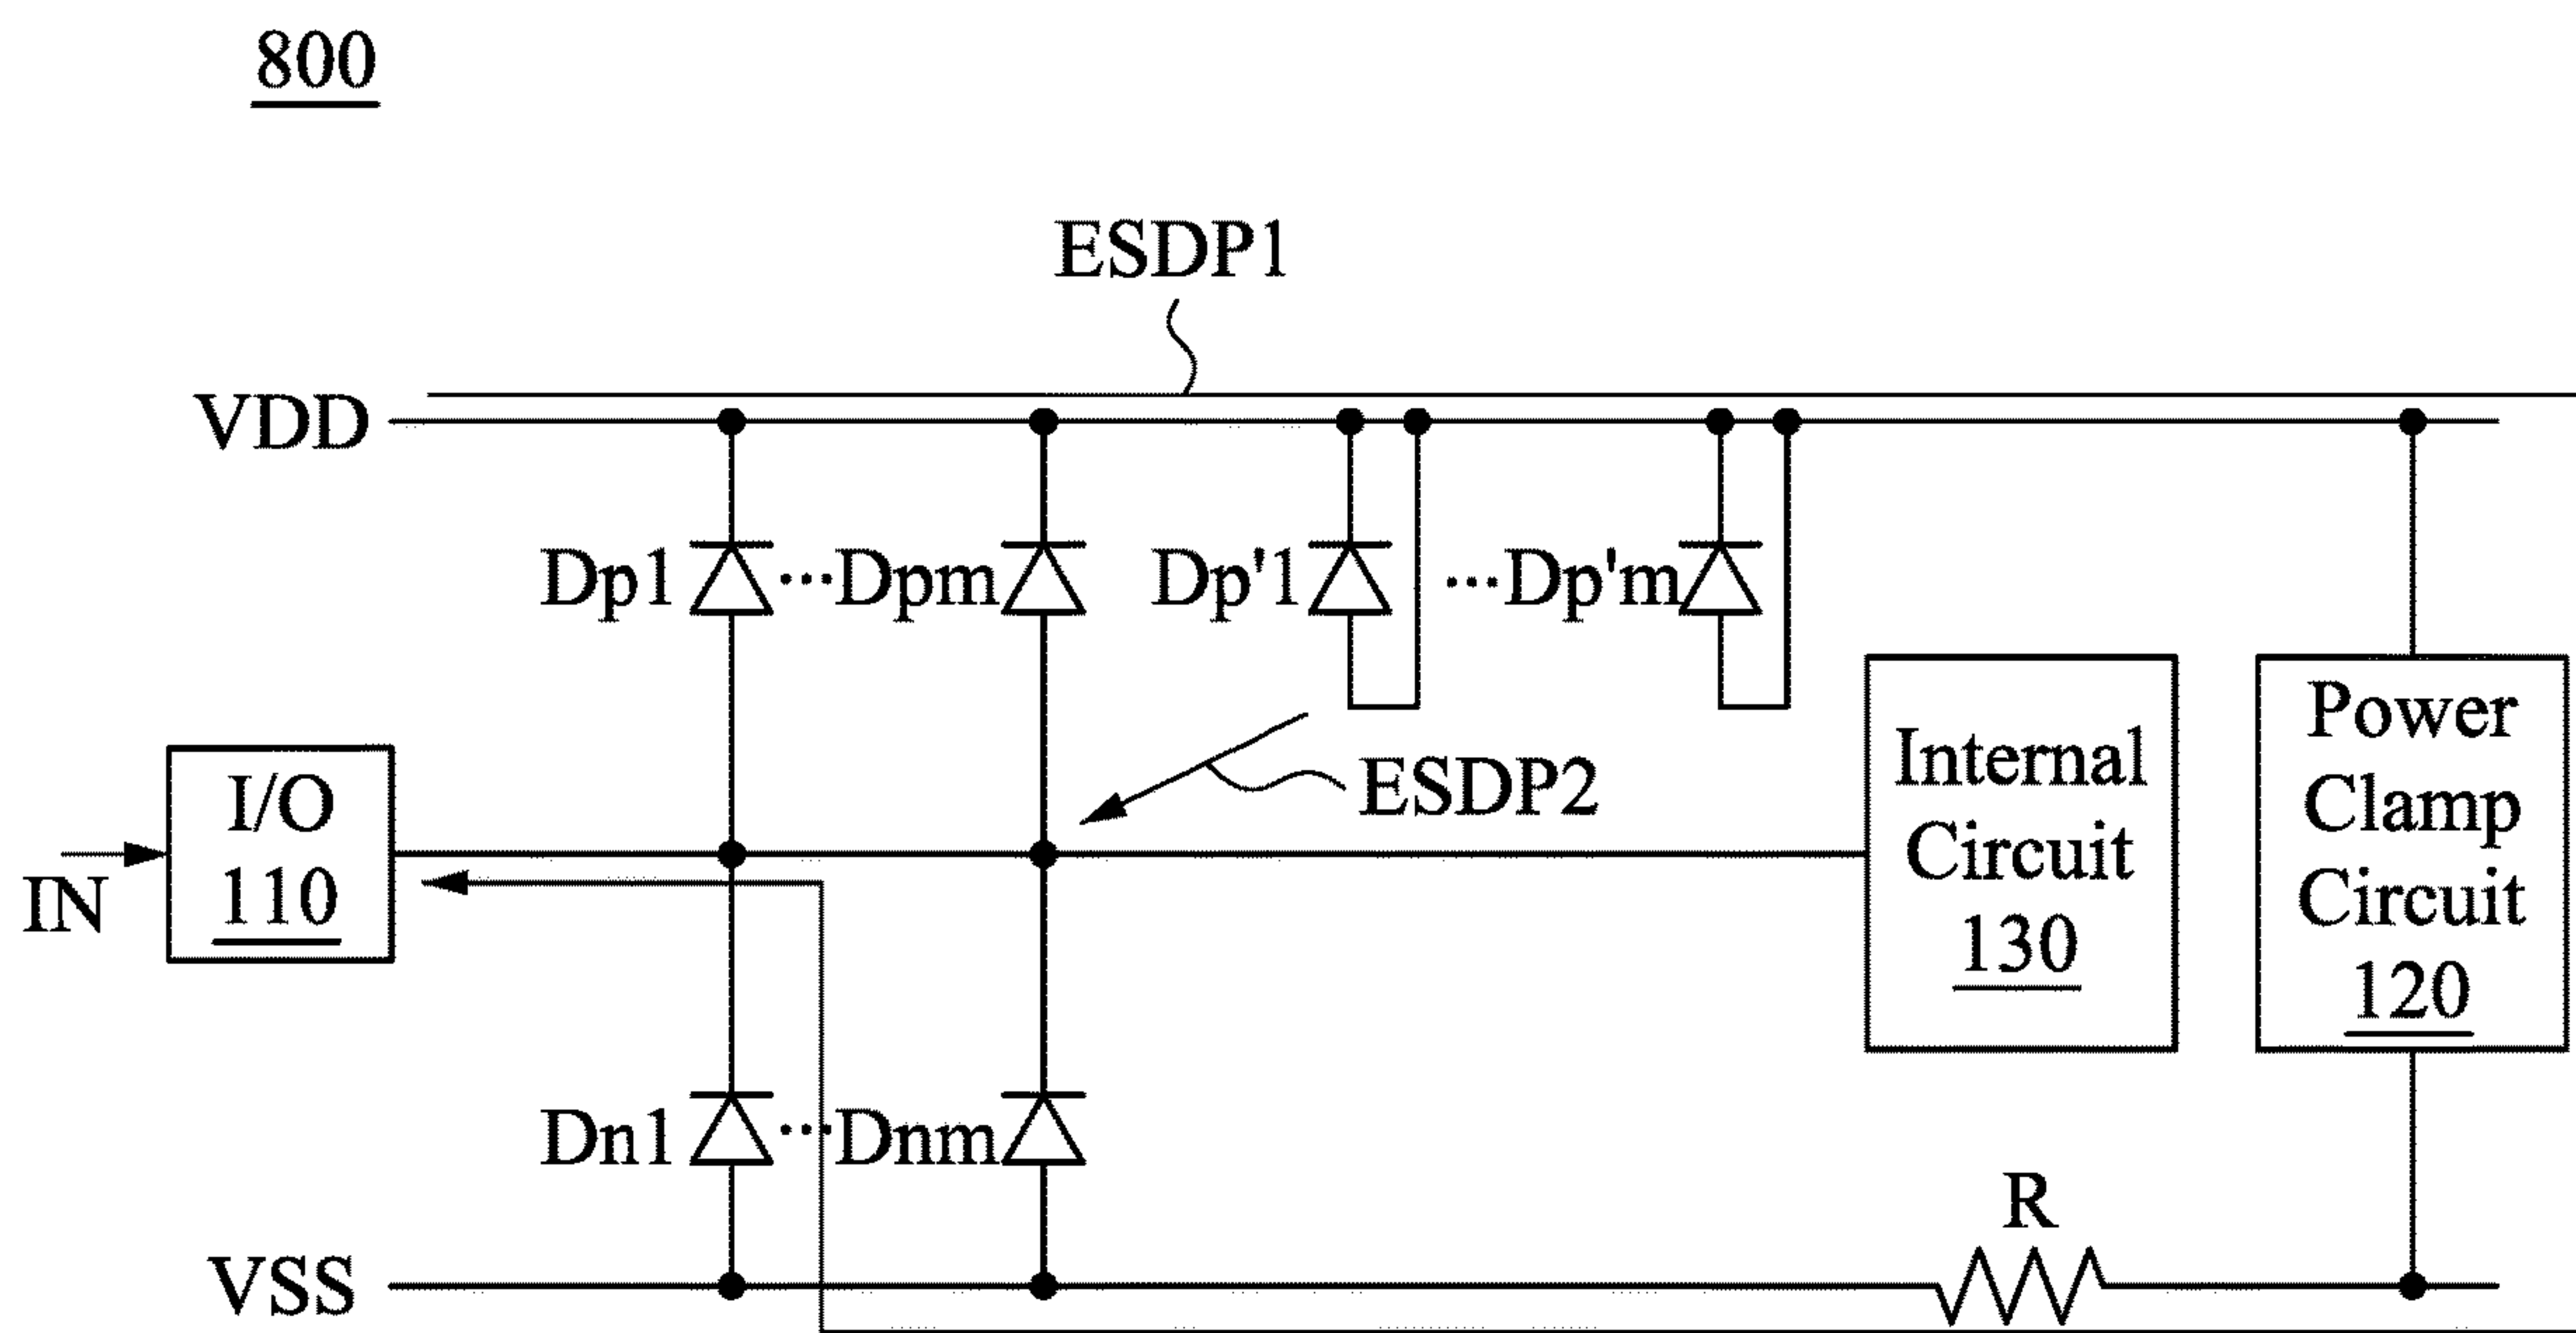 800
ESDP1
VDD
Dp1 ...Dpm Dp'1 ...Dp'm
I/O
110
IN
ESDP2
Internal
Circuit
130
Power
Clamp
Circuit
120
Dn1 ...Dnm
R
VSS